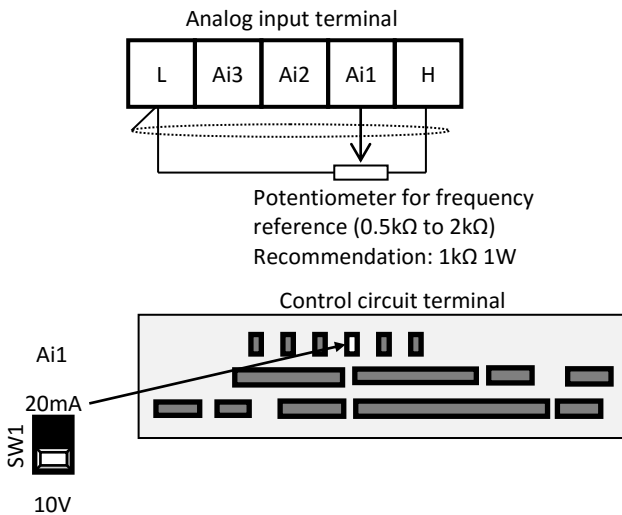 Analog input terminal
L Ai3 Ai2 Ai1 H
Potentiometer for frequency
reference (0.5kΩ to 2kΩ)
Recommendation: 1kΩ 1W
Control circuit terminal
Ai1
20mA
SW1
10V